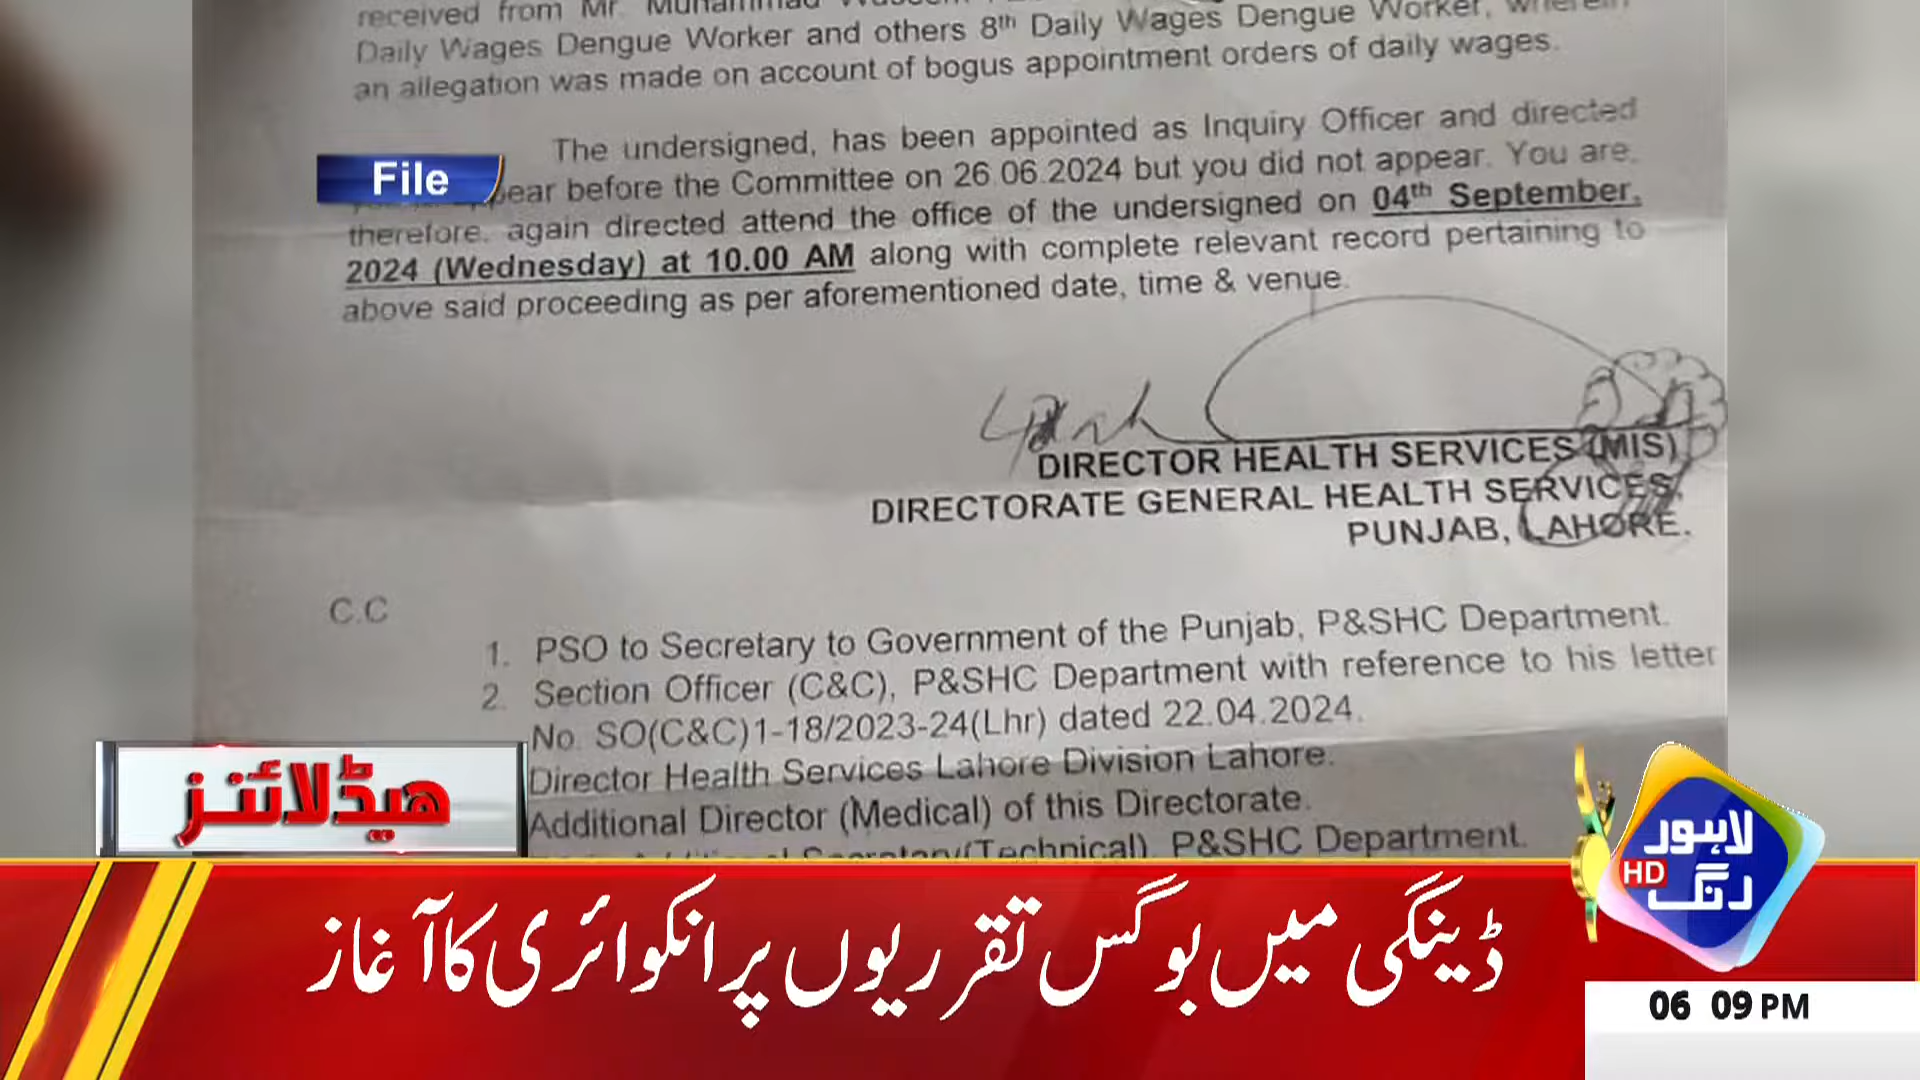 received from Mr. Muhammad
Daily Wages Dengue Worker and others 8th Daily Wages Dengue Worker, wherein
an allegation was made on account of bogus appointment orders of daily wages.
The undersigned, has been appointed as Inquiry Officer and directed
File
before the Committee on 26.06.2024 but you did not appear. You are,
therefore, again directed attend the office of the undersigned on 04th September,
2024 (Wednesday) at 10.00 AM along with complete relevant record pertaining to
above said proceeding as per aforementioned date, time & venue.
DIRECTOR HEALTH SERVICES (MIS)
DIRECTORATE GENERAL HEALTH SERVICES,
PUNJAB, LAHORE.
C.C
1. PSO to Secretary to Government of the Punjab, P&SHC Department.
2. Section Officer (C&C), P&SHC Department with reference to his letter
No. SO(C&C)1-18/2023-24(Lhr) dated 22.04.2024.
Director Health Services Lahore Division Lahore.
Additional Director (Medical) of this Directorate.
Secretary(Technical), P&SHC Department.
ھیڈلائنز
لاہور
HD
رنگ
ڈینگی میں بوگس تقرریوں پر انکوائری کا آغاز
06 09 PM